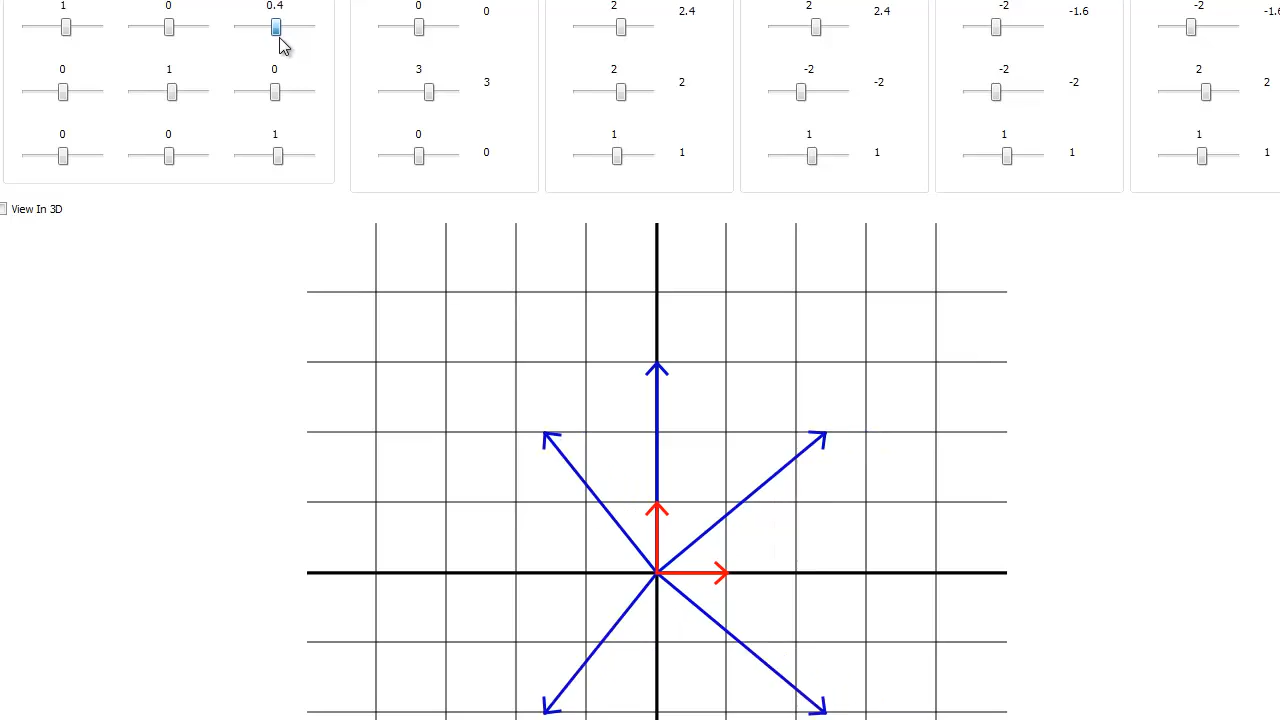 1 0 0.4 0 0 2 2.4 2 2.4 -2 -1.6 -2 -1.6
0 1 0 3 3 2 2 -2 -2 -2 -2 2 2
0 0 1 0 0 1 1 1 1 1 1 1 1
View In 3D